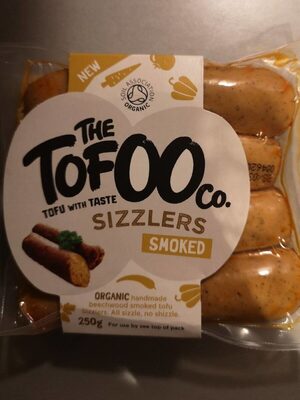 NEW
SOIL ASSOCIATION
ORGANIC
THE
TOFOO CO.
TOFU WITH TASTE
SIZZLERS
SMOKED
ORGANIC handmade
beechwood smoked tofu
sizzlers. All sizzle, no shizzle.
250g For use by see top of pack